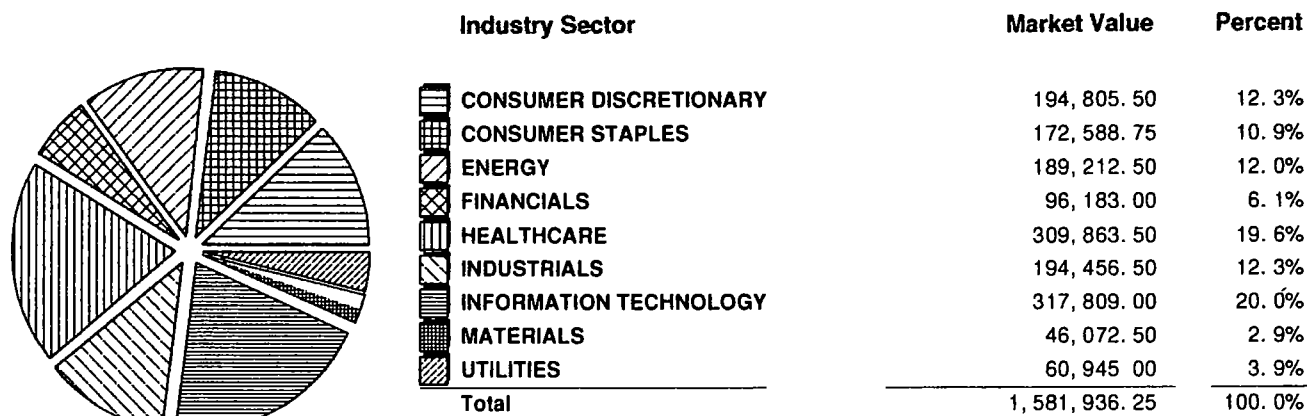 Industry Sector Market Value Percent
CONSUMER DISCRETIONARY 194,805.50 12.3%
CONSUMER STAPLES 172,588.75 10.9%
ENERGY 189,212.50 12.0%
FINANCIALS 96,183.00 6.1%
HEALTHCARE 309,863.50 19.6%
INDUSTRIALS 194,456.50 12.3%
INFORMATION TECHNOLOGY 317,809.00 20.0%
MATERIALS 46,072.50 2.9%
UTILITIES 60,945 00 3.9%
Total 1,581,936.25 100.0%